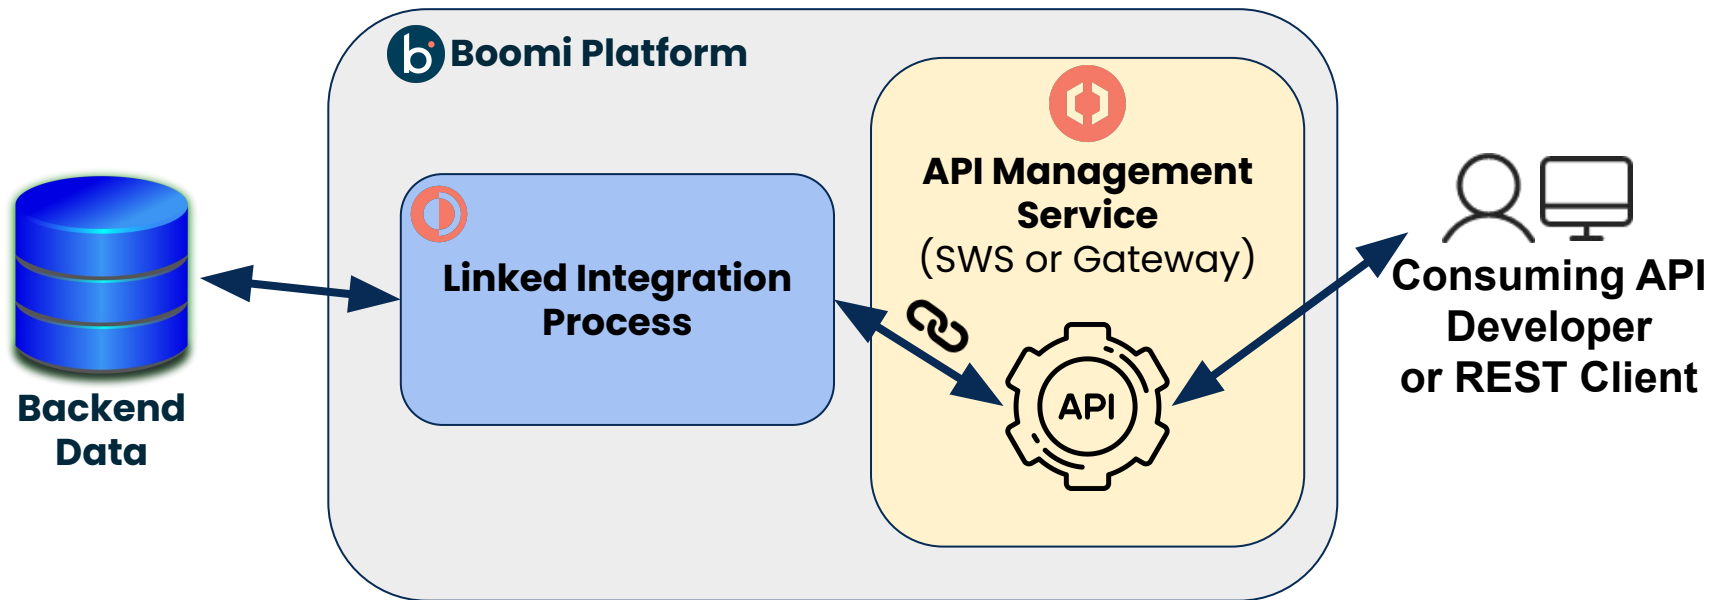 Boomi Platform
Backend
Data
Linked Integration
Process
API Management
Service
(SWS or Gateway)
API
Consuming API
Developer
or REST Client